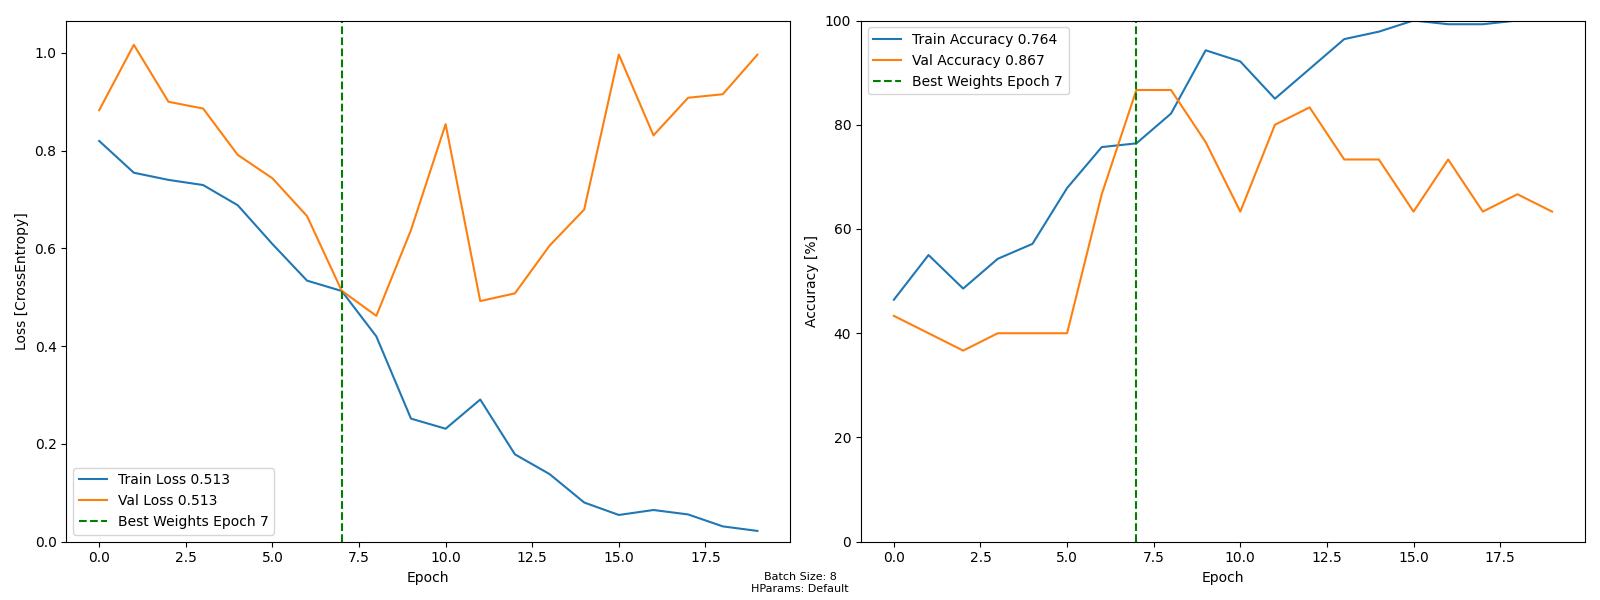 Loss [CrossEntropy]
1.0
0.8
0.6
0.4
0.2
0.0
Train Loss 0.513
Val Loss 0.513
Best Weights Epoch 7
0.0 2.5 5.0 7.5 10.0 12.5 15.0 17.5
Epoch
Accuracy [%]
100
80
60
40
20
0
Train Accuracy 0.764
Val Accuracy 0.867
Best Weights Epoch 7
0.0 2.5 5.0 7.5 10.0 12.5 15.0 17.5
Epoch
Batch Size: 8
HParams: Default